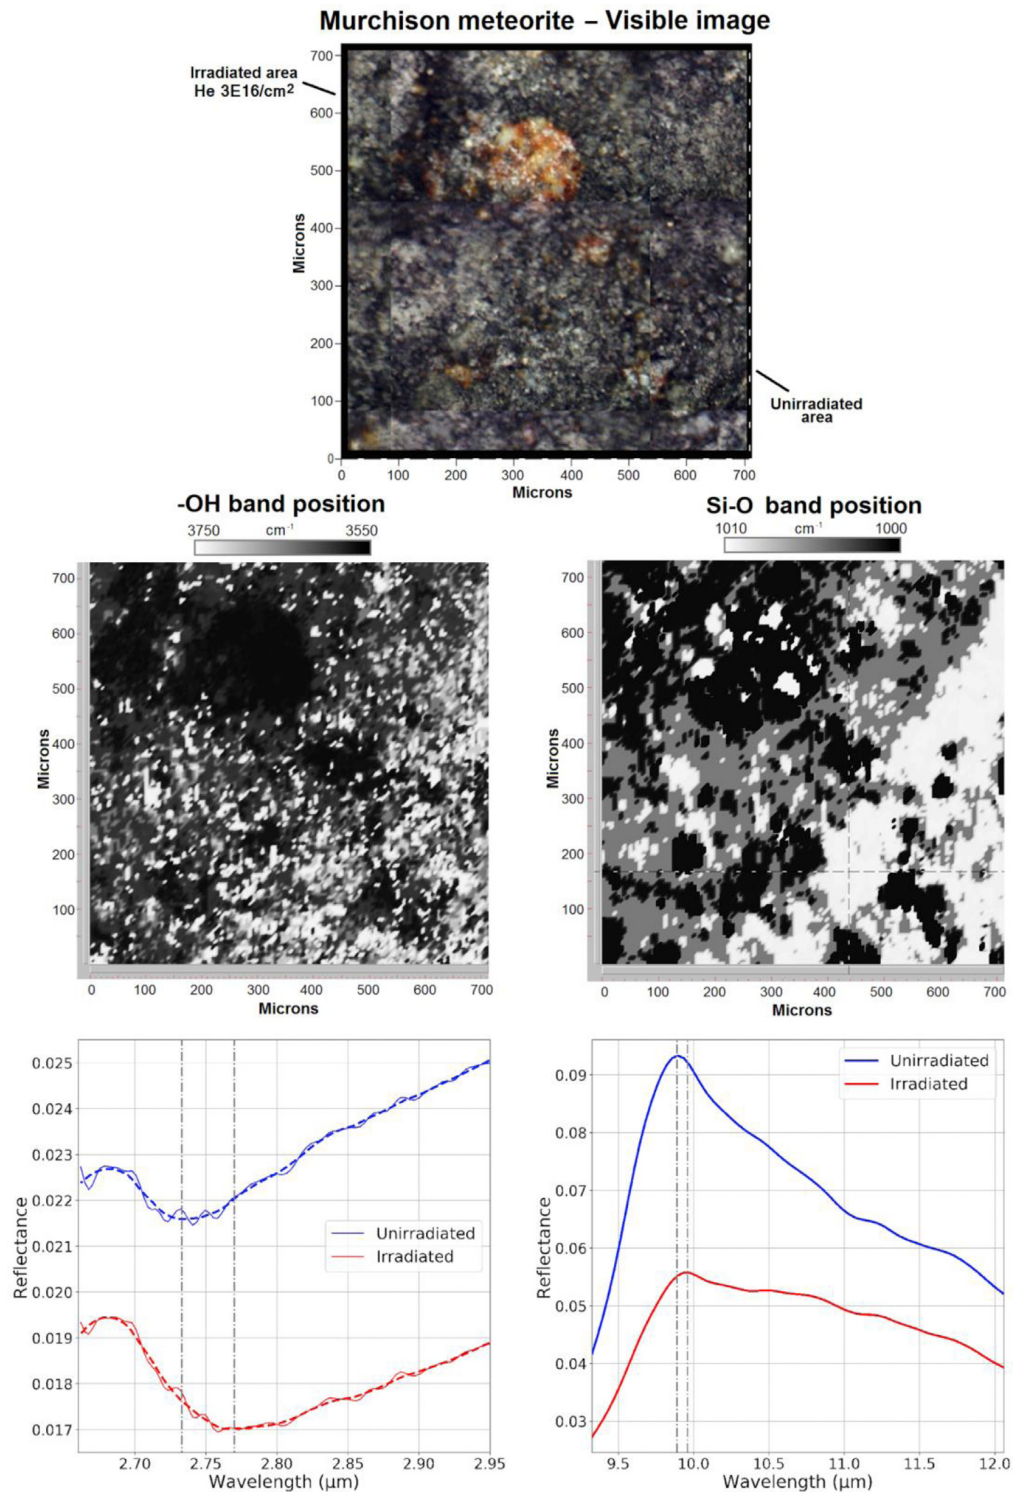 Murchison meteorite – Visible image
Irradiated area
He 3E16/cm2
700
600
500
400
300
200
100
0
Microns
0 100 200 300 400 500 600 700
Microns
Unirradiated
area
-OH band position
3750 cm-1 3550
700
600
500
400
300
200
100
Microns
0 100 200 300 400 500 600 700
Microns
Si-O band position
1010 cm-1 1000
700
600
500
400
300
200
100
Microns
0 100 200 300 400 500 600 700
Microns
0.025
0.024
0.023
0.022
0.021
0.020
0.019
0.018
0.017
Reflectance
Unirradiated
Irradiated
2.70 2.75 2.80 2.85 2.90 2.95
Wavelength (μm)
0.09
0.08
0.07
0.06
0.05
0.04
0.03
Reflectance
Unirradiated
Irradiated
9.5 10.0 10.5 11.0 11.5 12.0
Wavelength (μm)